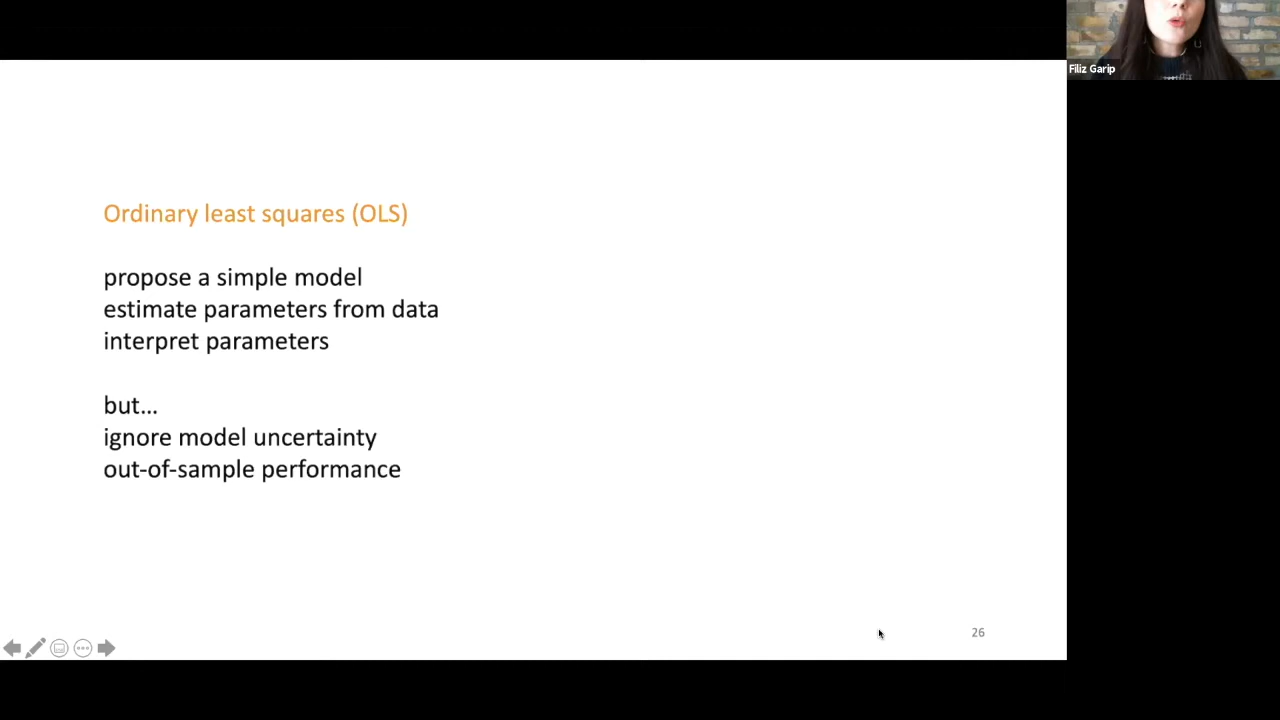 Filiz Garip
Ordinary least squares (OLS)
propose a simple model
estimate parameters from data
interpret parameters
but...
ignore model uncertainty
out-of-sample performance
26